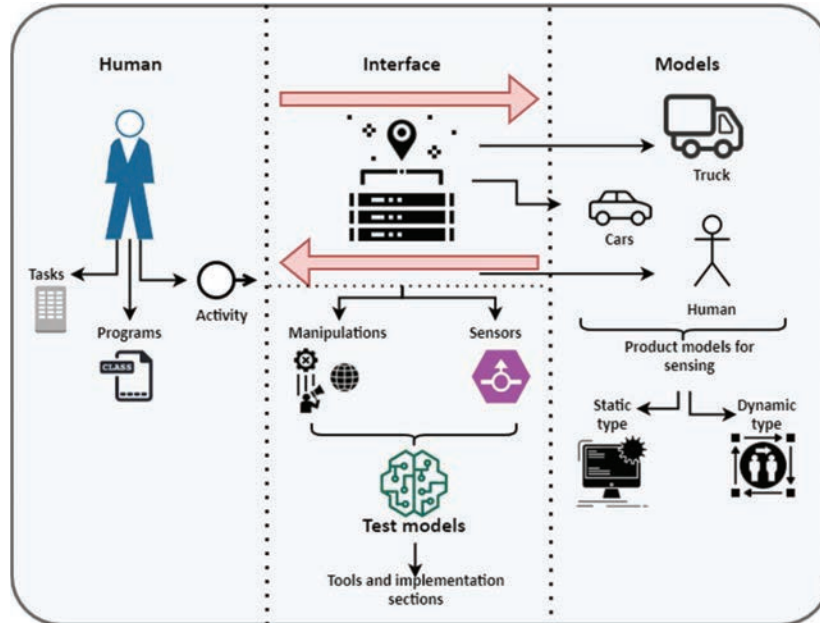 Human
Interface
Models
Truck
Cars
Human
Tasks
Activity
Programs
CLASS
Manipulations
Sensors
Product models for
sensing
Static
type
Dynamic
type
Test models
Tools and implementation
sections